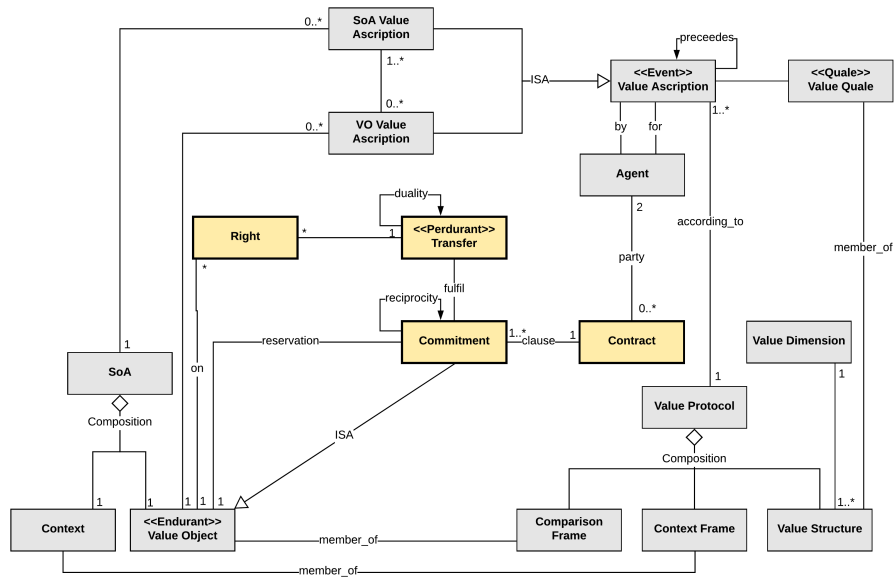 0..*
SoA Value
Ascription
1..*
0..*
0..*
VO Value
Ascription
ISA
preceedes
<<Event>>
Value Ascription
<<Quale>>
Value Quale
1..*
by
for
Agent
2
according_to
member_of
party
0..*
duality
Right
*
1
<<Perdurant>>
Transfer
*
fulfil
reciprocity
reservation
Commitment
1..*
clause
1
Contract
Value Dimension
1
1
SoA
on
1
Value Protocol
Composition
ISA
Composition
1
1
1
1
1
1..*
Context
<<Endurant>>
Value Object
member_of
Comparison
Frame
Context Frame
Value Structure
member_of